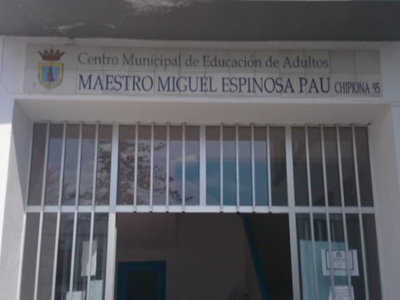 Centro Municipal de Educación de Adultos
MAESTRO MIGUEL ESPINOSA PAU CHIPIONA 95